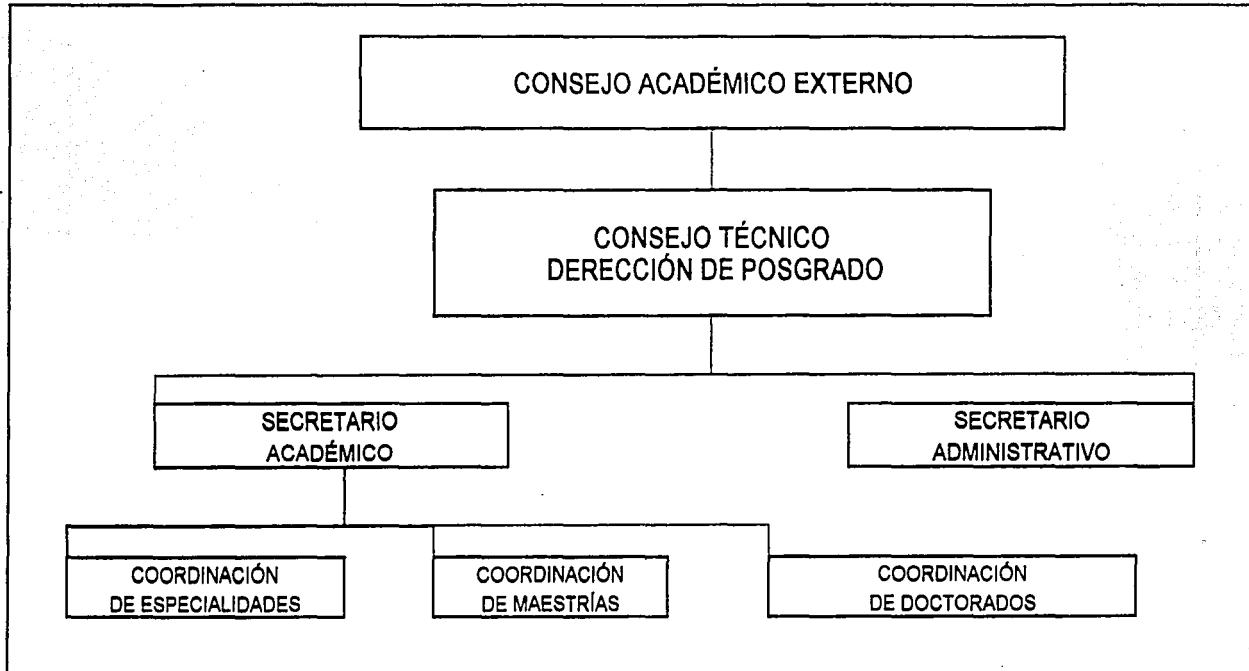 CONSEJO ACADÉMICO EXTERNO
CONSEJO TÉCNICO
DERECCIÓN DE POSGRADO
SECRETARIO
ACADÉMICO
SECRETARIO
ADMINISTRATIVO
COORDINACIÓN
DE ESPECIALIDADES
COORDINACIÓN
DE MAESTRÍAS
COORDINACIÓN
DE DOCTORADOS